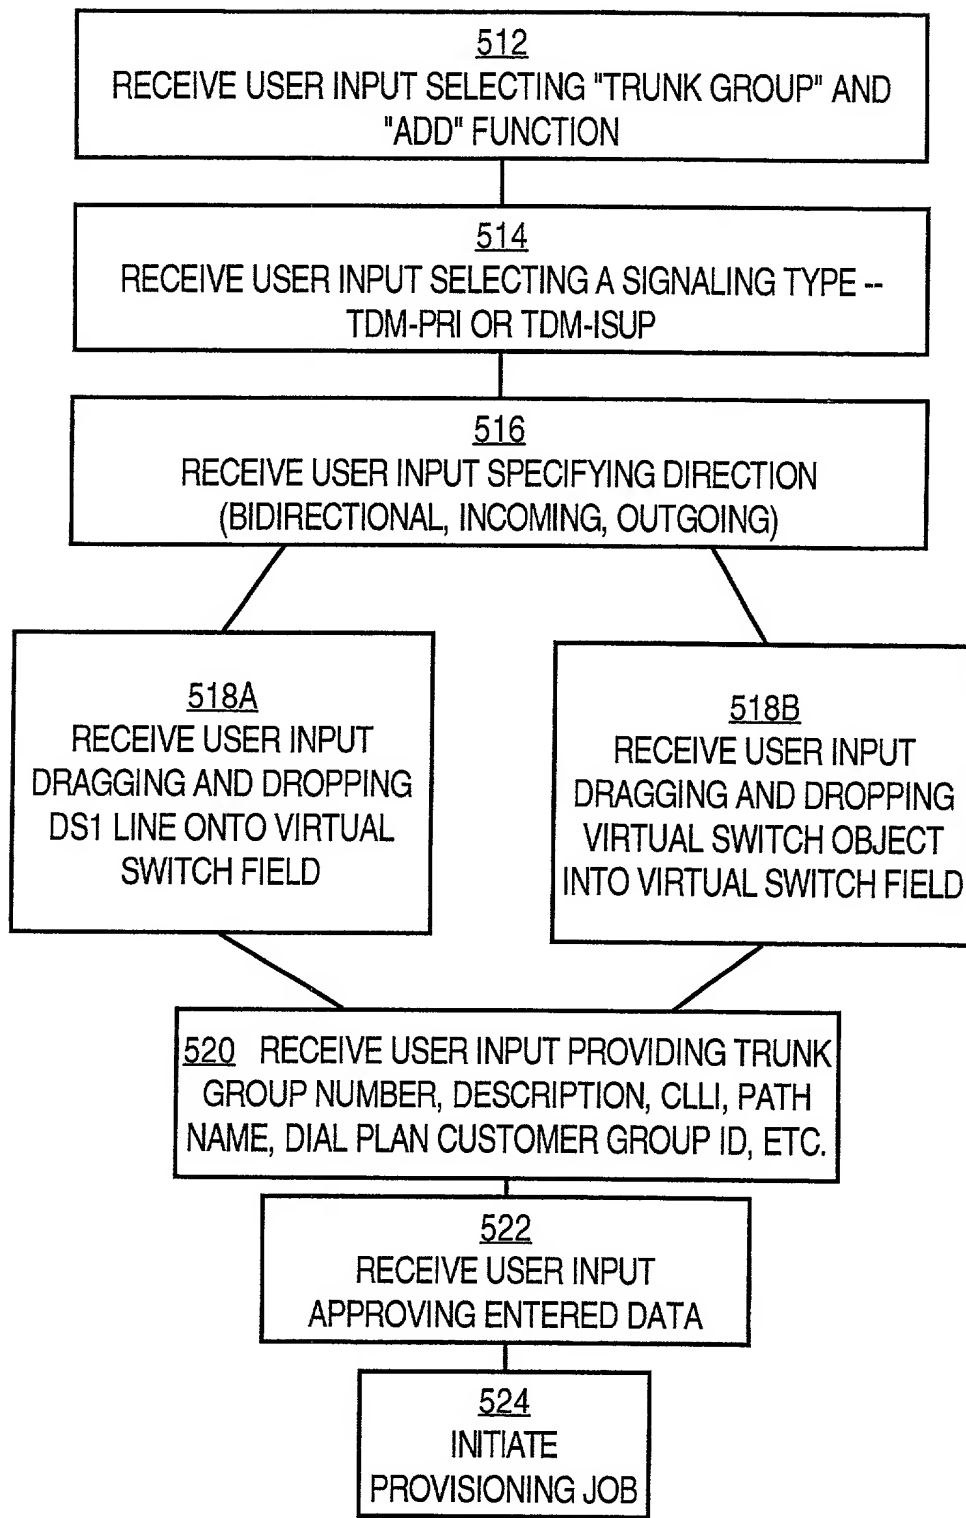 512
RECEIVE USER INPUT SELECTING "TRUNK GROUP" AND
"ADD" FUNCTION
514
RECEIVE USER INPUT SELECTING A SIGNALING TYPE --
TDM-PRI OR TDM-ISUP
516
RECEIVE USER INPUT SPECIFYING DIRECTION
(BIDIRECTIONAL, INCOMING, OUTGOING)
518A
RECEIVE USER INPUT
DRAGGING AND DROPPING
DS1 LINE ONTO VIRTUAL
SWITCH FIELD
518B
RECEIVE USER INPUT
DRAGGING AND DROPPING
VIRTUAL SWITCH OBJECT
INTO VIRTUAL SWITCH FIELD
520 RECEIVE USER INPUT PROVIDING TRUNK
GROUP NUMBER, DESCRIPTION, CLLI, PATH
NAME, DIAL PLAN CUSTOMER GROUP ID, ETC.
522
RECEIVE USER INPUT
APPROVING ENTERED DATA
524
INITIATE
PROVISIONING JOB